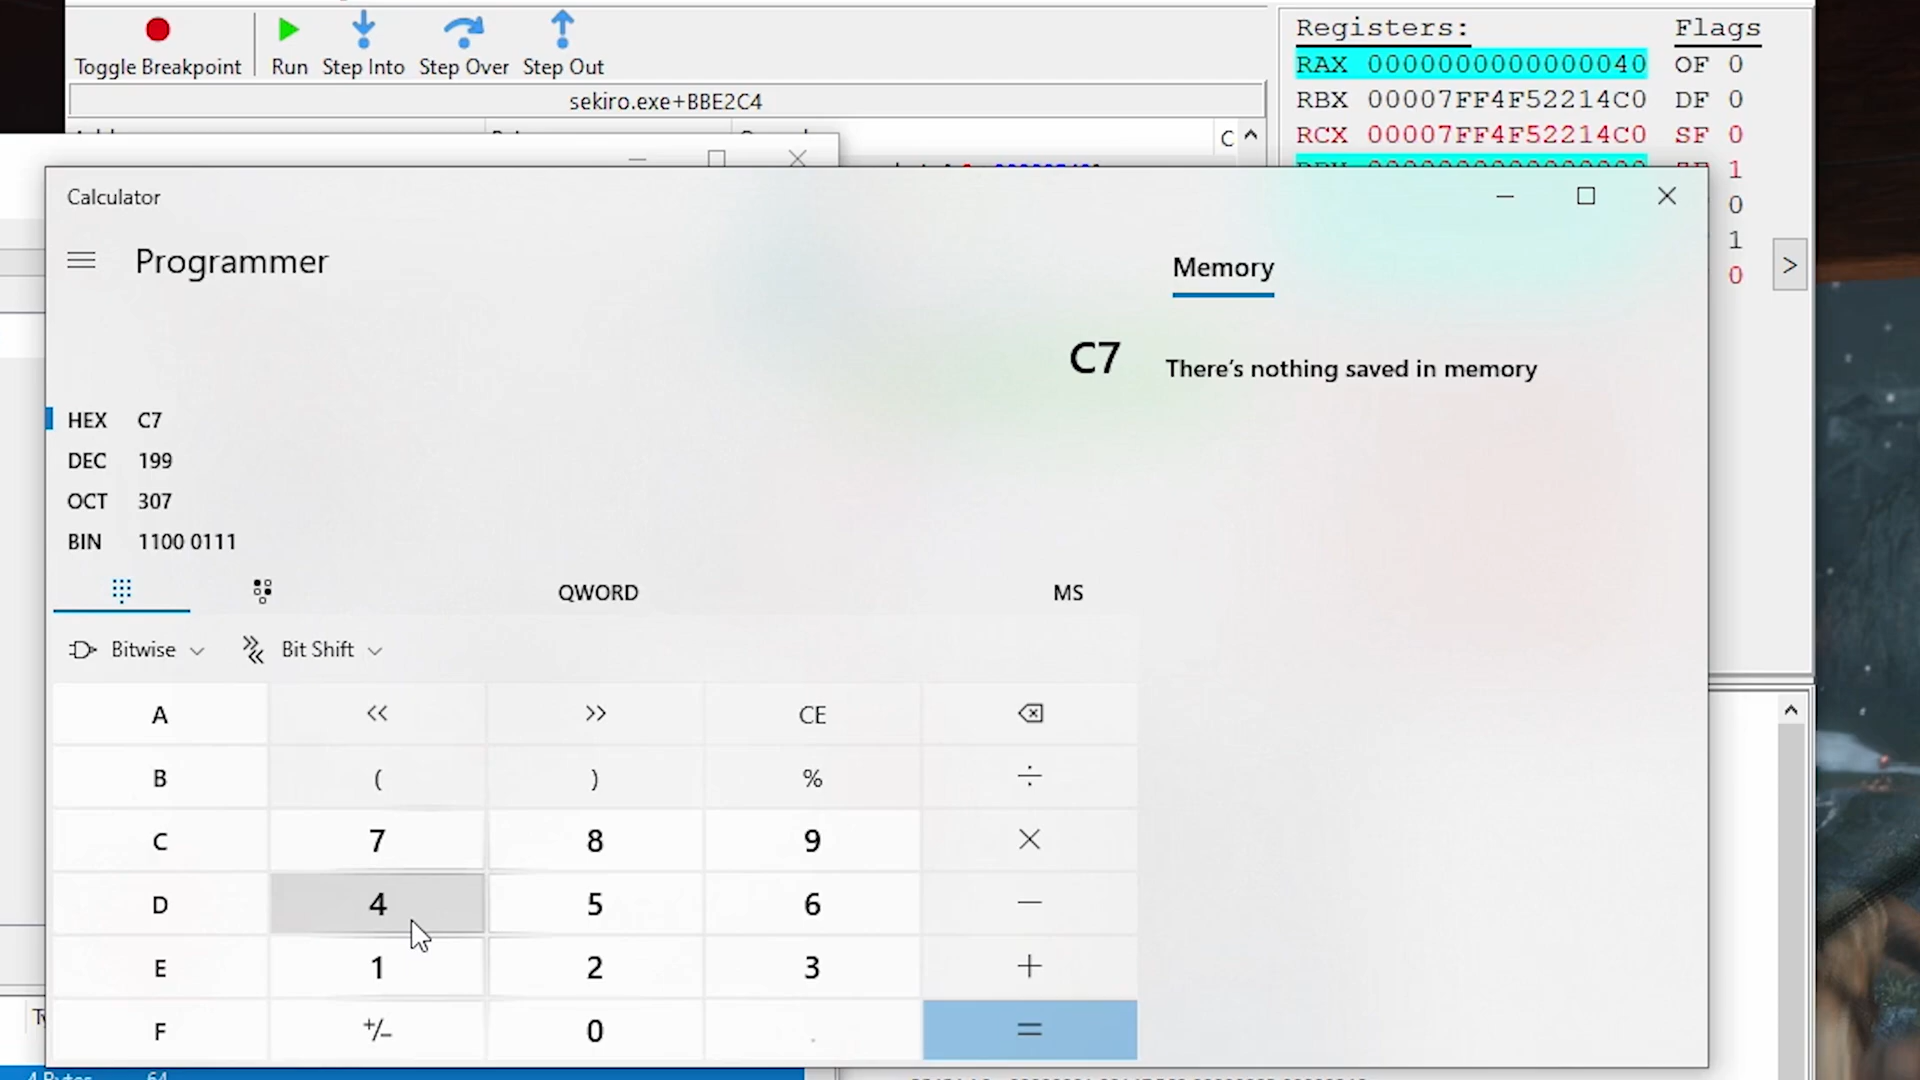 Toggle Breakpoint Run Step Into Step Over Step Out
sekiro.exe+BBE2C4
Registers: Flags
RAX 0000000000000040 OF 0
RBX 00007FF4F52214C0 DF 0
RCX 00007FF4F52214C0 SF 0
1
0
1
0
>
Calculator
Programmer
Memory
C7
There's nothing saved in memory
HEX C7
DEC 199
OCT 307
BIN 1100 0111
QWORD MS
Bitwise Bit Shift
A << >> CE
B ( ) % ÷
C 7 8 9 ×
D 4 5 6 −
E 1 2 3 +
F +/− 0 . =
4 Bytes 64